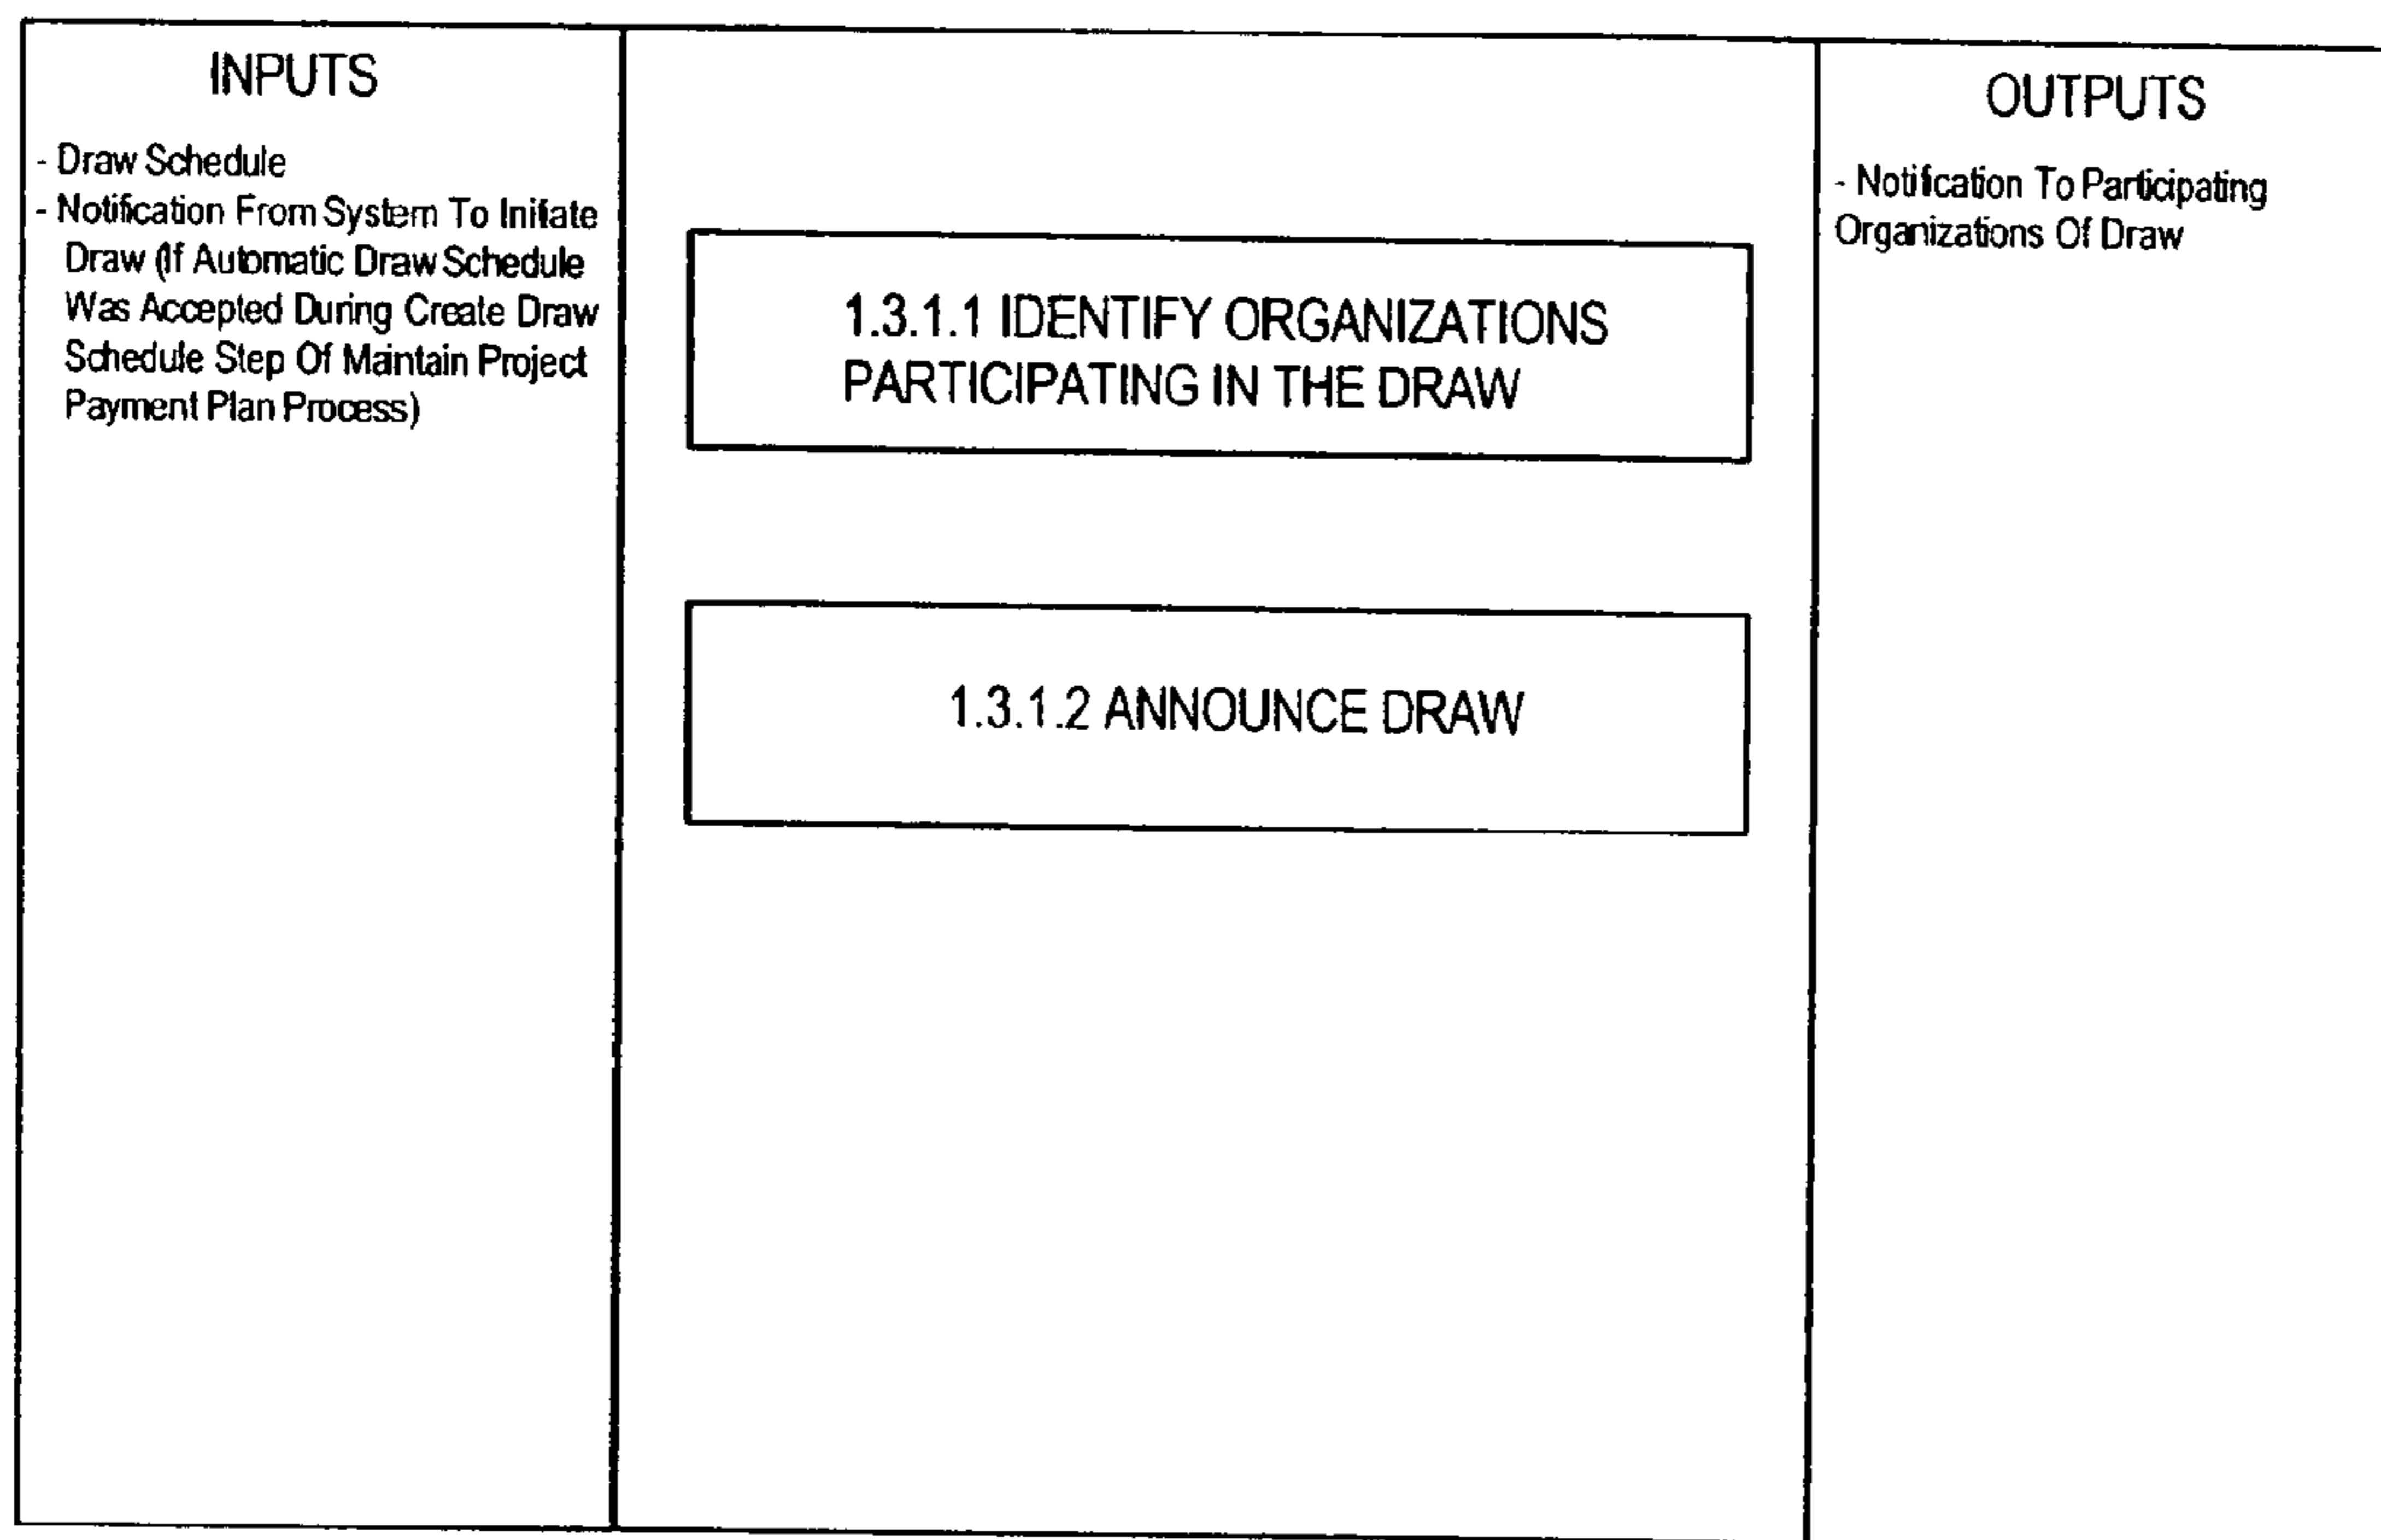 INPUTS
- Draw Schedule
- Notification From System To Initiate
Draw (If Automatic Draw Schedule
Was Accepted During Create Draw
Schedule Step Of Maintain Project
Payment Plan Process)
1.3.1.1 IDENTIFY ORGANIZATIONS
PARTICIPATING IN THE DRAW
1.3.1.2 ANNOUNCE DRAW
OUTPUTS
- Notification To Participating
Organizations Of Draw